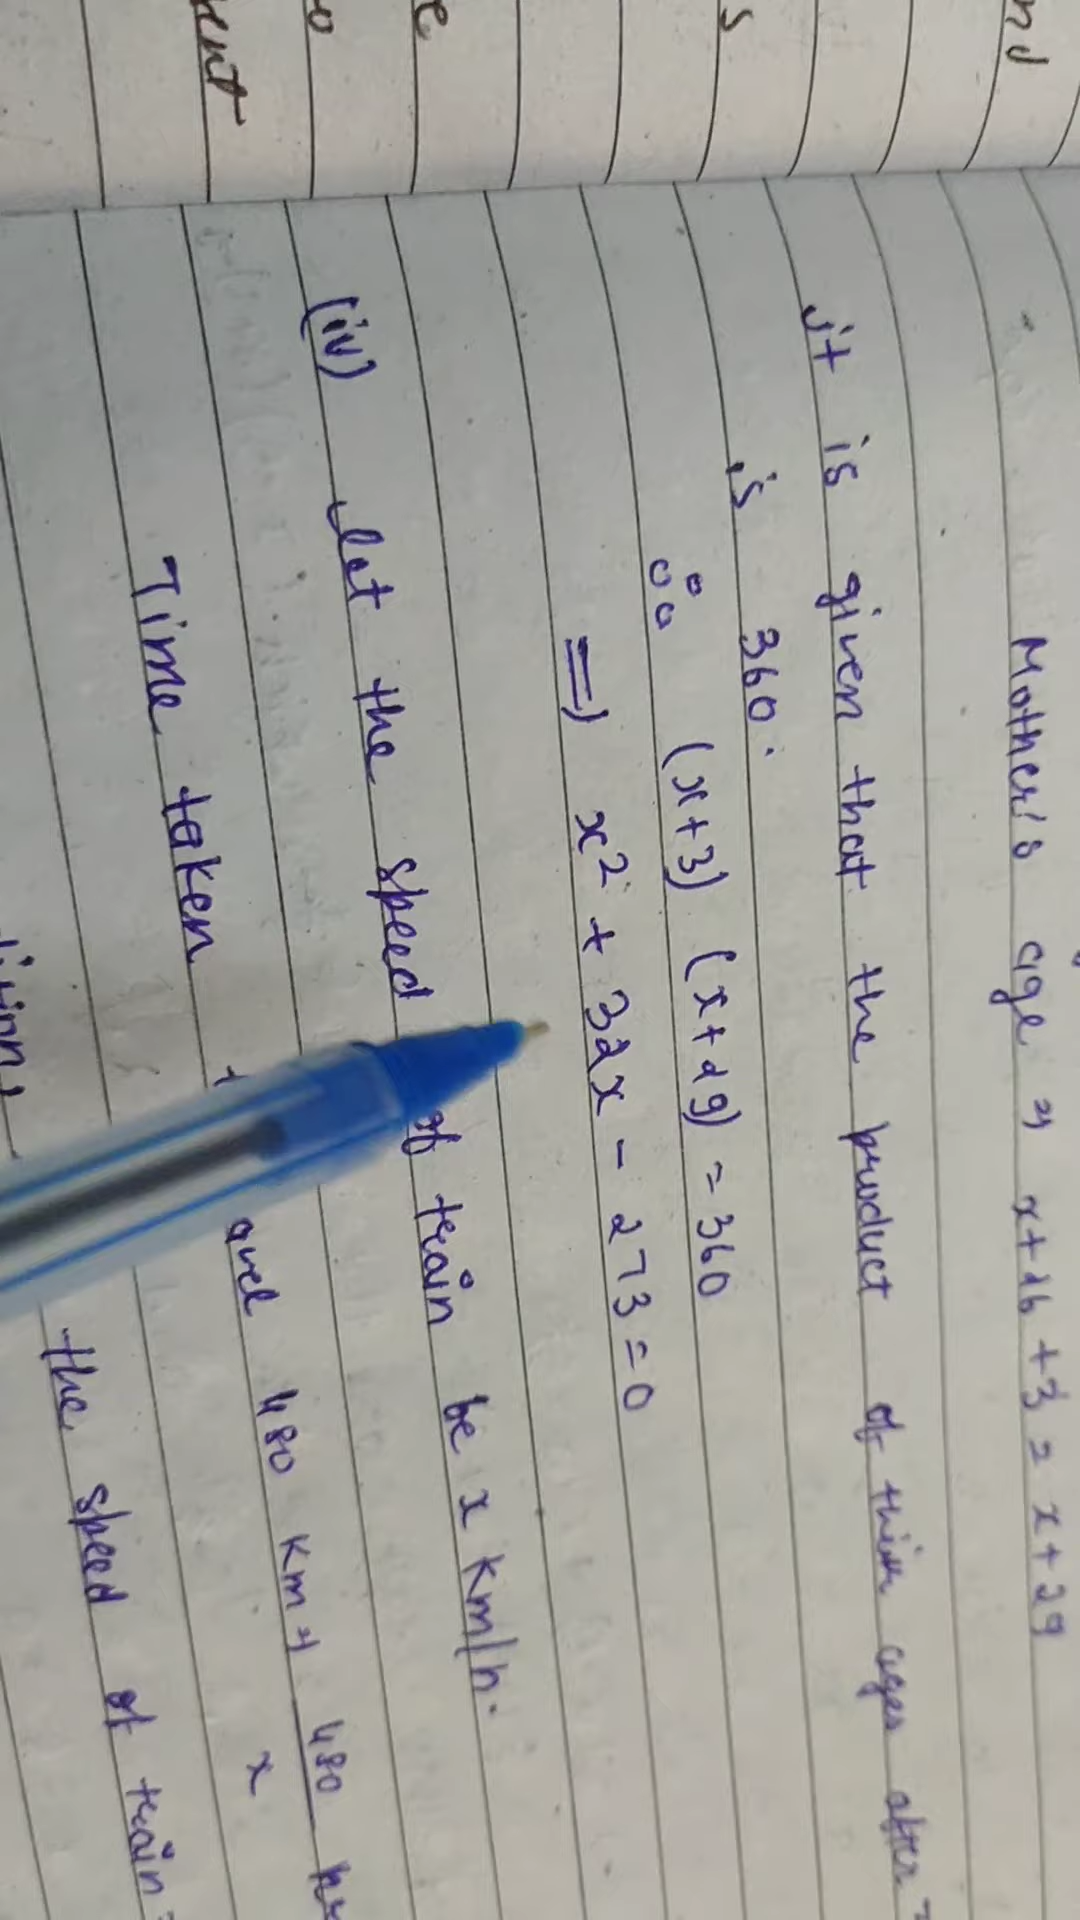 Mother's age => x+26+3 = x+29
it is given that the product of their ages after
is 360.
∴ (x+3) (x+29) = 360
=> x² + 32x - 273 = 0
(iv) let the speed of train be x km/h.
Time taken 480 km = 480
x
the speed of train
nd
s
e